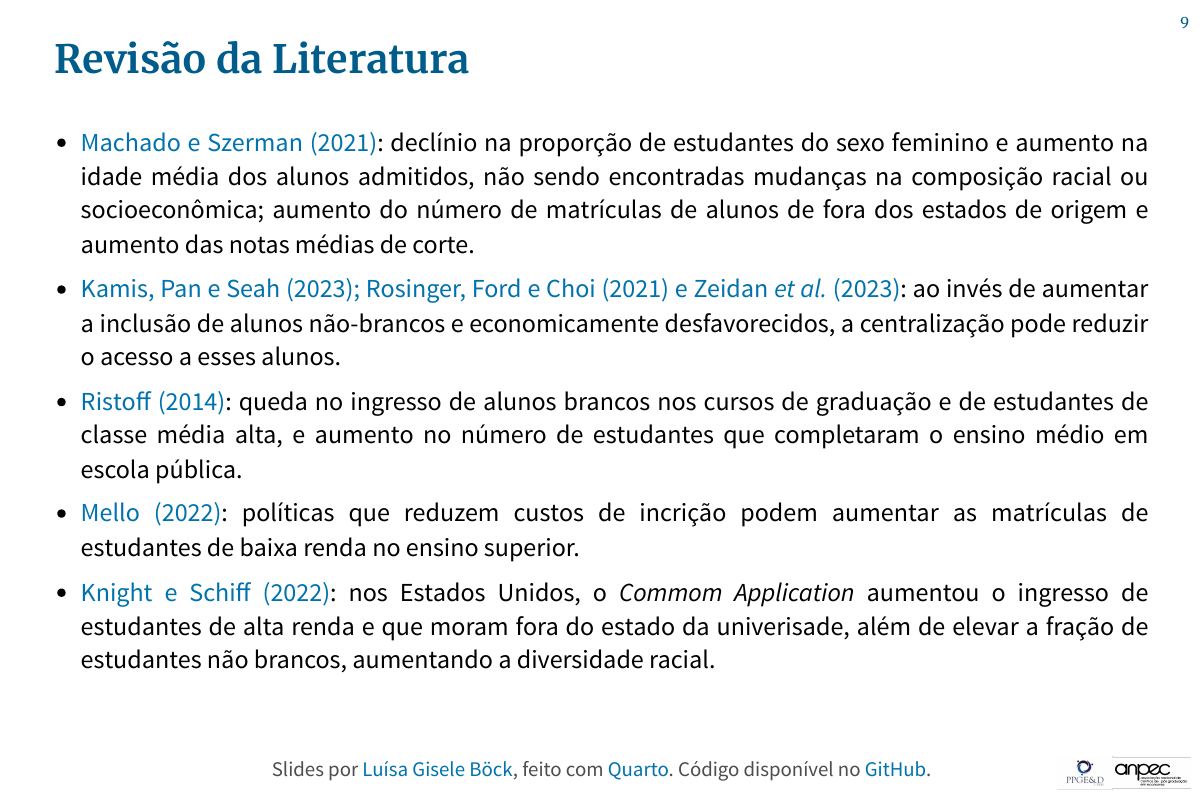 9
Revisão da Literatura
• Machado e Szerman (2021): declínio na proporção de estudantes do sexo feminino e aumento na
idade média dos alunos admitidos, não sendo encontradas mudanças na composição racial ou
socioeconômica; aumento do número de matrículas de alunos de fora dos estados de origem e
aumento das notas médias de corte.
• Kamis, Pan e Seah (2023); Rosinger, Ford e Choi (2021) e Zeidan et al. (2023): ao invés de aumentar
a inclusão de alunos não-brancos e economicamente desfavorecidos, a centralização pode reduzir
o acesso a esses alunos.
• Ristoff (2014): queda no ingresso de alunos brancos nos cursos de graduação e de estudantes de
classe média alta, e aumento no número de estudantes que completaram o ensino médio em
escola pública.
• Mello (2022): políticas que reduzem custos de incrição podem aumentar as matrículas de
estudantes de baixa renda no ensino superior.
• Knight e Schiff (2022): nos Estados Unidos, o Commom Application aumentou o ingresso de
estudantes de alta renda e que moram fora do estado da univerisade, além de elevar a fração de
estudantes não brancos, aumentando a diversidade racial.
Slides por Luísa Gisele Böck, feito com Quarto. Código disponível no GitHub.
PPGE&D
anpec
associação nacional de
centros de pós-graduação
em economia